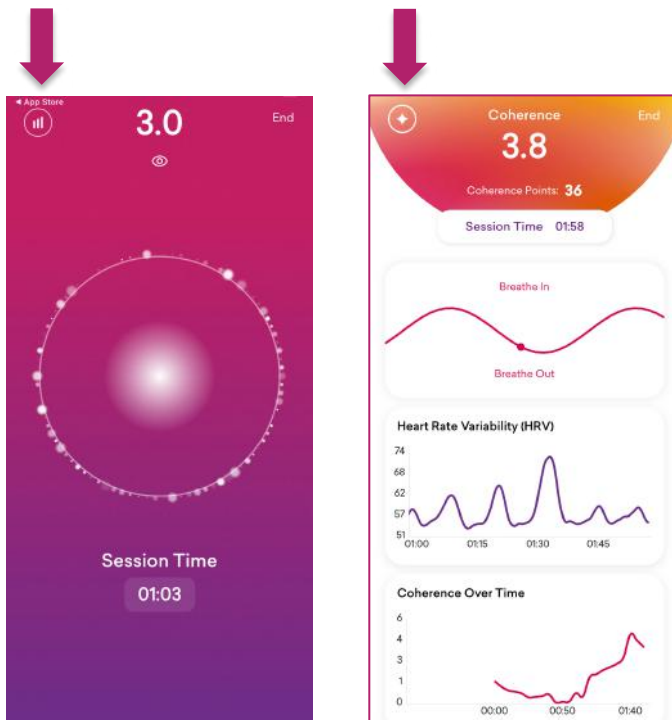 ◄ App Store
3.0
End
Session Time
01:03
Coherence
End
3.8
Coherence Points: 36
Session Time 01:58
Breathe In
Breathe Out
Heart Rate Variability (HRV)
74
68
62
57
51
01:00 01:15 01:30 01:45
Coherence Over Time
6
4
3
1
0
00:00 00:50 01:40